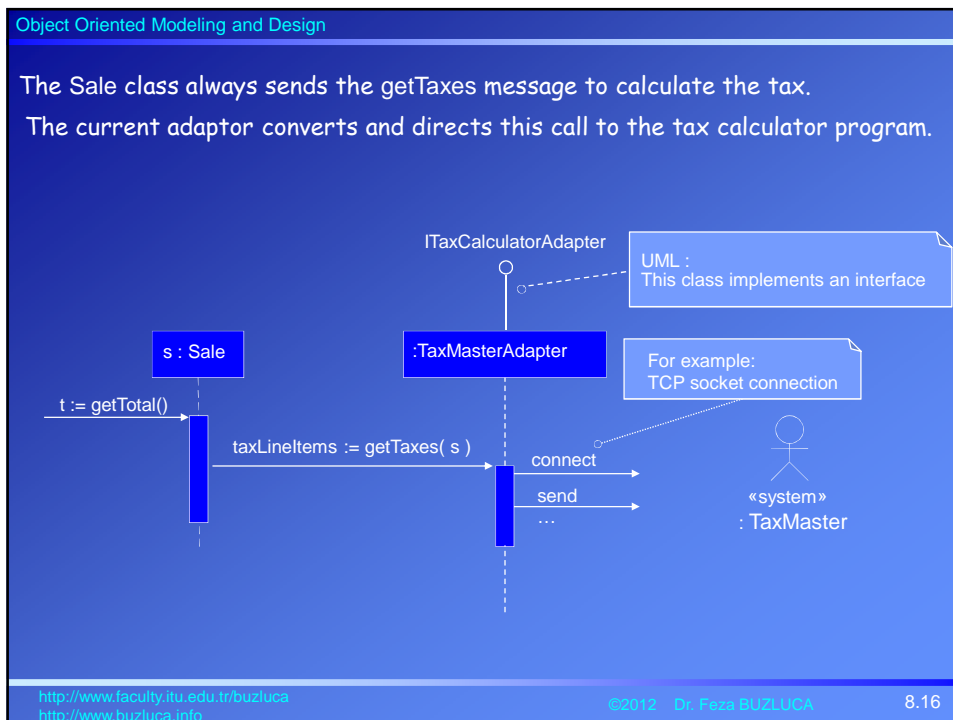 Object Oriented Modeling and Design
The Sale class always sends the getTaxes message to calculate the tax.
The current adaptor converts and directs this call to the tax calculator program.
ITaxCalculatorAdapter
UML :
This class implements an interface
s : Sale
:TaxMasterAdapter
For example:
TCP socket connection
t := getTotal()
taxLineItems := getTaxes( s )
connect
send
…
«system»
: TaxMaster
http://www.faculty.itu.edu.tr/buzluca
http://www.buzluca.info
©2012 Dr. Feza BUZLUCA
8.16